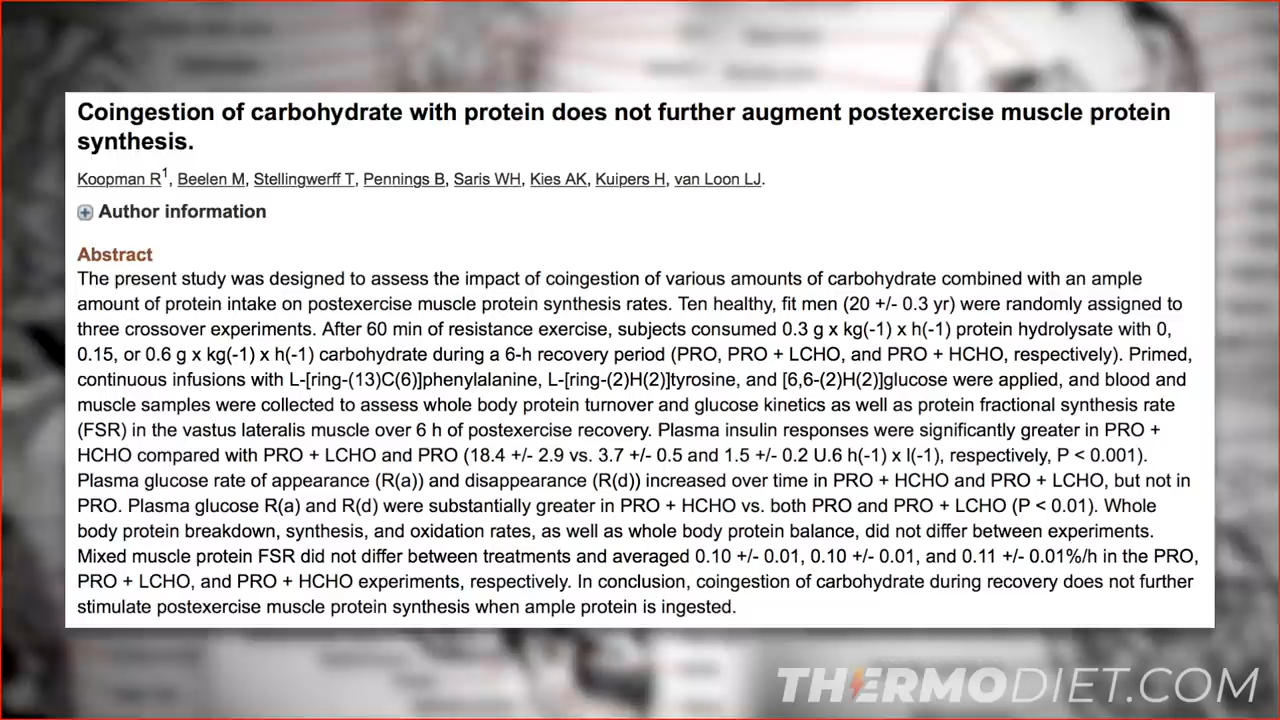 Coingestion of carbohydrate with protein does not further augment postexercise muscle protein
synthesis.
Koopman R1, Beelen M, Stellingwerff T, Pennings B, Saris WH, Kies AK, Kuipers H, van Loon LJ.
Author information
Abstract
The present study was designed to assess the impact of coingestion of various amounts of carbohydrate combined with an ample
amount of protein intake on postexercise muscle protein synthesis rates. Ten healthy, fit men (20 +/- 0.3 yr) were randomly assigned to
three crossover experiments. After 60 min of resistance exercise, subjects consumed 0.3 g x kg(-1) x h(-1) protein hydrolysate with 0,
0.15, or 0.6 g x kg(-1) x h(-1) carbohydrate during a 6-h recovery period (PRO, PRO + LCHO, and PRO + HCHO, respectively). Primed,
continuous infusions with L-[ring-(13)C(6)]phenylalanine, L-[ring-(2)H(2)]tyrosine, and [6,6-(2)H(2)]glucose were applied, and blood and
muscle samples were collected to assess whole body protein turnover and glucose kinetics as well as protein fractional synthesis rate
(FSR) in the vastus lateralis muscle over 6 h of postexercise recovery. Plasma insulin responses were significantly greater in PRO +
HCHO compared with PRO + LCHO and PRO (18.4 +/- 2.9 vs. 3.7 +/- 0.5 and 1.5 +/- 0.2 U.6 h(-1) x l(-1), respectively, P < 0.001).
Plasma glucose rate of appearance (R(a)) and disappearance (R(d)) increased over time in PRO + HCHO and PRO + LCHO, but not in
PRO. Plasma glucose R(a) and R(d) were substantially greater in PRO + HCHO vs. both PRO and PRO + LCHO (P < 0.01). Whole
body protein breakdown, synthesis, and oxidation rates, as well as whole body protein balance, did not differ between experiments.
Mixed muscle protein FSR did not differ between treatments and averaged 0.10 +/- 0.01, 0.10 +/- 0.01, and 0.11 +/- 0.01%/h in the PRO,
PRO + LCHO, and PRO + HCHO experiments, respectively. In conclusion, coingestion of carbohydrate during recovery does not further
stimulate postexercise muscle protein synthesis when ample protein is ingested.
THERMODIET.COM